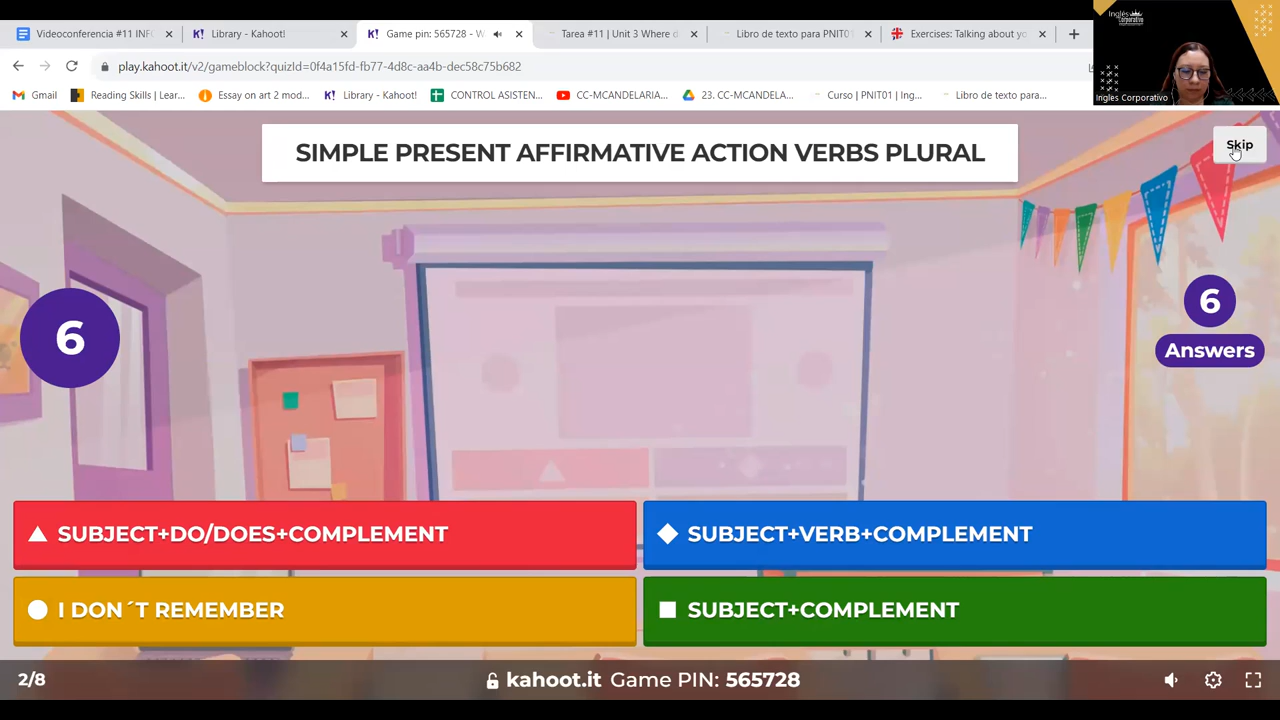 Videoconferencia #11 INFO
Library - Kahoot!
Game pin: 565728 - W
Tarea #11 | Unit 3 Where d
Libro de texto para PNIT01
Exercises: Talking about yo
Inglés
Corporativo
play.kahoot.it/v2/gameblock?quizId=0f4a15fd-fb77-4d8c-aa4b-dec58c75b682
Gmail
Reading Skills | Lear...
Essay on art 2 mod...
Library - Kahoot!
CONTROL ASISTEN...
CC-MCANDELARIA...
23. CC-MCANDELA...
Curso | PNIT01 | Ing...
Libro de texto para...
Ingles Corporativo
SIMPLE PRESENT AFFIRMATIVE ACTION VERBS PLURAL
Skip
6
6
Answers
SUBJECT+DO/DOES+COMPLEMENT
SUBJECT+VERB+COMPLEMENT
I DON´T REMEMBER
SUBJECT+COMPLEMENT
2/8
kahoot.it Game PIN: 565728